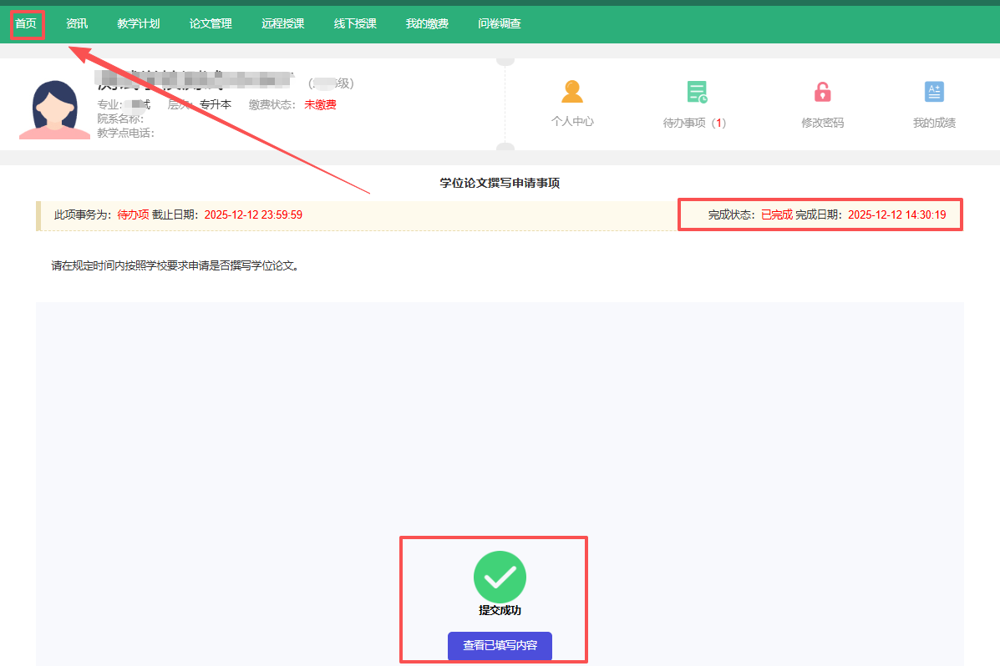 首页 资讯 教学计划 论文管理 远程授课 线下授课 我的缴费 问卷调查
级)
专业: 试 层次: 专升本 缴费状态: 未缴费
院系名称:
教学点电话:
个人中心 待办事项 (1) 修改密码 我的成绩
学位论文撰写申请事项
此项事务为: 待办项 截止日期: 2025-12-12 23:59:59 完成状态: 已完成 完成日期: 2025-12-12 14:30:19
请在规定时间内按照学校要求申请是否撰写学位论文。
提交成功
查看已填写内容